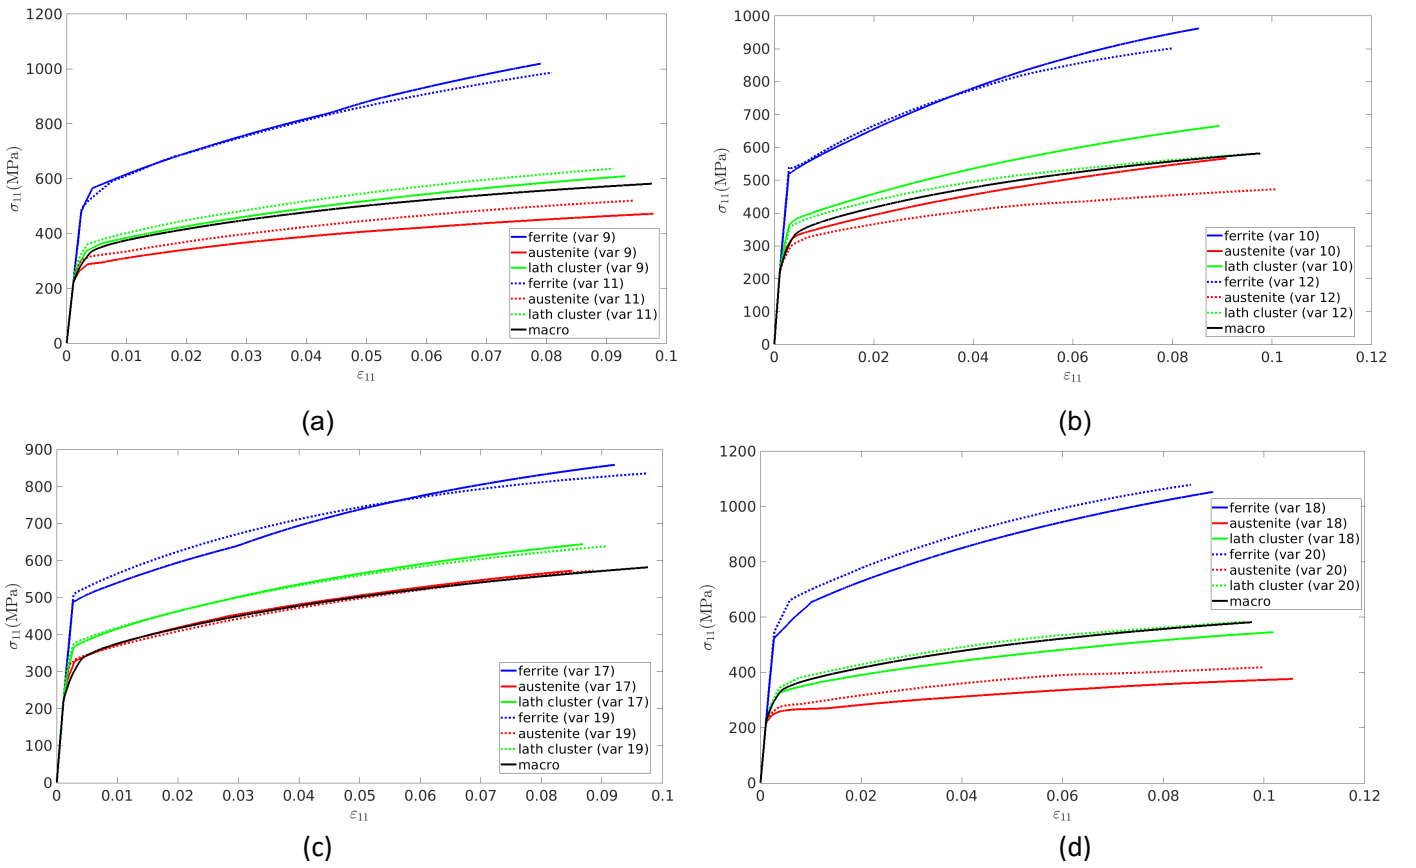 1200
1000
800
600
400
200
0
σ11(MPa)
0 0.01 0.02 0.03 0.04 0.05 0.06 0.07 0.08 0.09 0.1
ε11
ferrite (var 9)
austenite (var 9)
lath cluster (var 9)
ferrite (var 11)
austenite (var 11)
lath cluster (var 11)
macro
(a)
1000
900
800
700
600
500
400
300
200
100
0
σ11(MPa)
0 0.02 0.04 0.06 0.08 0.1 0.12
ε11
ferrite (var 10)
austenite (var 10)
lath cluster (var 10)
ferrite (var 12)
austenite (var 12)
lath cluster (var 12)
macro
(b)
900
800
700
600
500
400
300
200
100
0
σ11(MPa)
0 0.01 0.02 0.03 0.04 0.05 0.06 0.07 0.08 0.09 0.1
ε11
ferrite (var 17)
austenite (var 17)
lath cluster (var 17)
ferrite (var 19)
austenite (var 19)
lath cluster (var 19)
macro
(c)
1200
1000
800
600
400
200
0
σ11(MPa)
0 0.02 0.04 0.06 0.08 0.1 0.12
ε11
ferrite (var 18)
austenite (var 18)
lath cluster (var 18)
ferrite (var 20)
austenite (var 20)
lath cluster (var 20)
macro
(d)